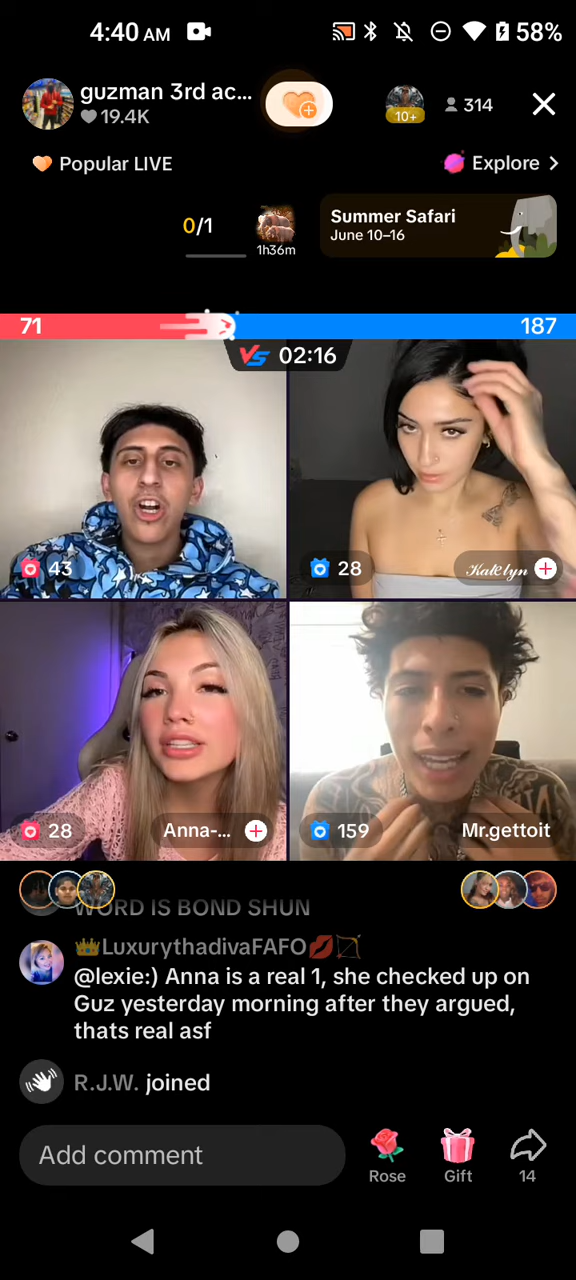 4:40 AM
58%
guzman 3rd ac...
19.4K
10+
314
Popular LIVE
Explore >
0/1
1h36m
Summer Safari
June 10–16
71
187
VS 02:16
43
28
Katelyn
28
Anna-...
159
Mr.gettoit
WORD IS BOND SHUN
👑LuxurythadivaFAFO💋🏹
@lexie:) Anna is a real 1, she checked up on
Guz yesterday morning after they argued,
thats real asf
R.J.W. joined
Add comment
Rose
Gift
14